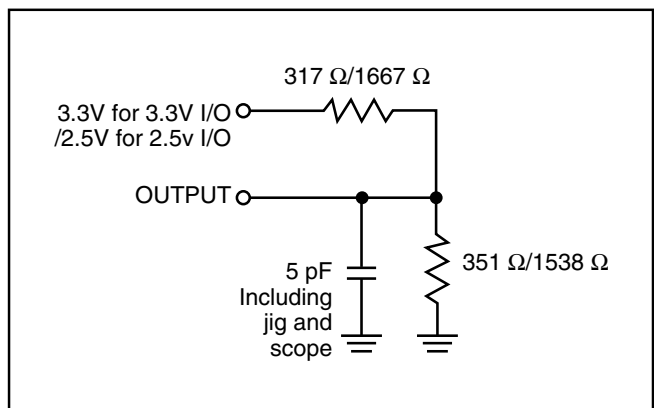 317 Ω/1667 Ω
3.3V for 3.3V I/O
/2.5V for 2.5v I/O
OUTPUT
351 Ω/1538 Ω
5 pF
Including
jig and
scope